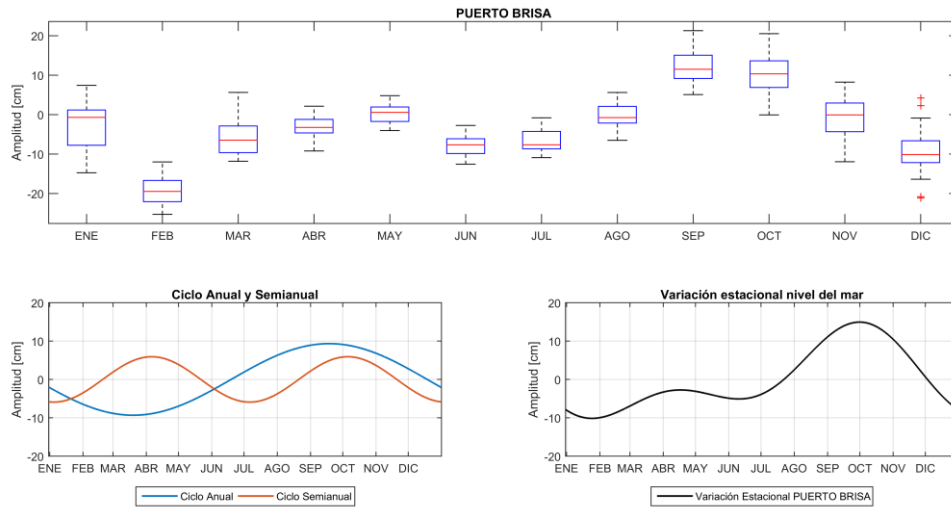 PUERTO BRISA
Amplitud [cm]
20
10
0
-10
-20
ENE FEB MAR ABR MAY JUN JUL AGO SEP OCT NOV DIC
Ciclo Anual y Semianual
Amplitud [cm]
20
10
0
-10
-20
ENE FEB MAR ABR MAY JUN JUL AGO SEP OCT NOV DIC
Ciclo Anual Ciclo Semianual
Variación estacional nivel del mar
Amplitud [cm]
20
10
0
-10
-20
ENE FEB MAR ABR MAY JUN JUL AGO SEP OCT NOV DIC
Variación Estacional PUERTO BRISA